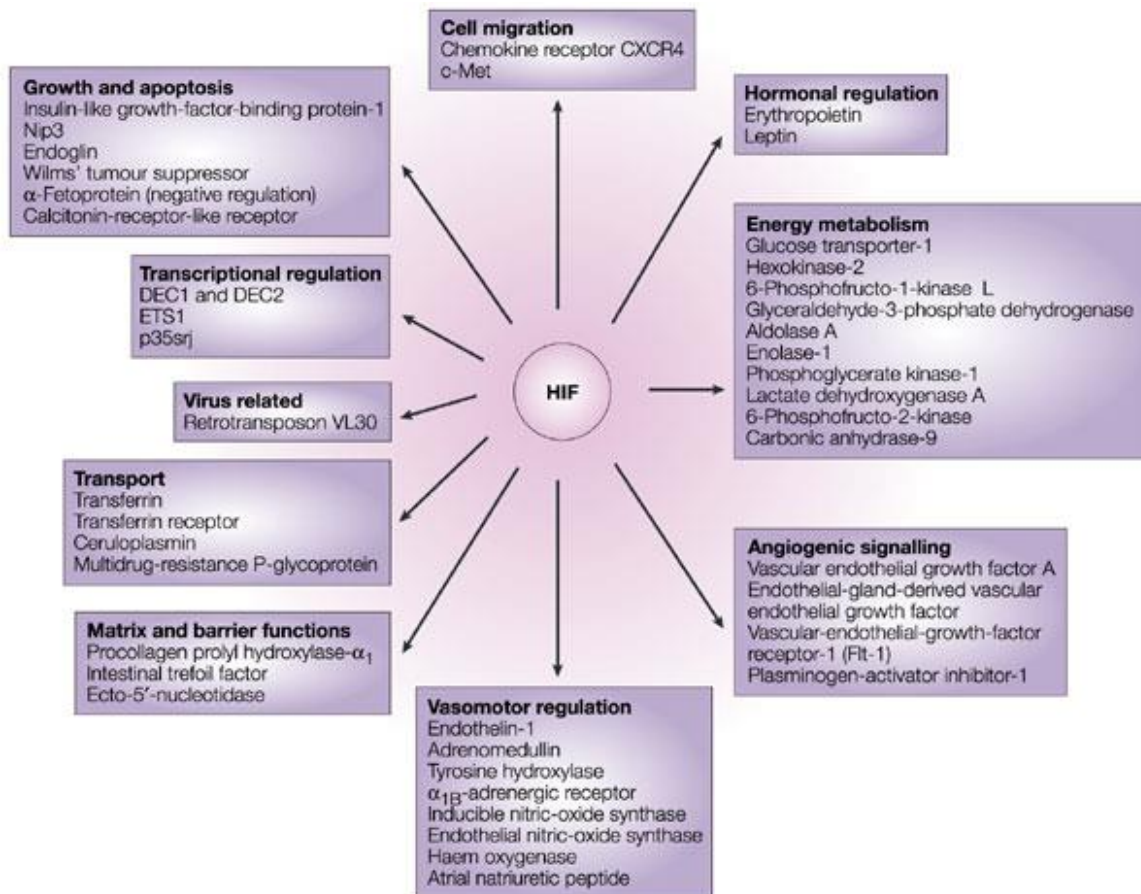 Cell migration
Chemokine receptor CXCR4
c-Met
Growth and apoptosis
Insulin-like growth-factor-binding protein-1
Nip3
Endoglin
Wilms' tumour suppressor
α-Fetoprotein (negative regulation)
Calcitonin-receptor-like receptor
Hormonal regulation
Erythropoietin
Leptin
Transcriptional regulation
DEC1 and DEC2
ETS1
p35srj
Energy metabolism
Glucose transporter-1
Hexokinase-2
6-Phosphofructo-1-kinase L
Glyceraldehyde-3-phosphate dehydrogenase
Aldolase A
Enolase-1
Phosphoglycerate kinase-1
Lactate dehydroxygenase A
6-Phosphofructo-2-kinase
Carbonic anhydrase-9
HIF
Virus related
Retrotransposon VL30
Transport
Transferrin
Transferrin receptor
Ceruloplasmin
Multidrug-resistance P-glycoprotein
Angiogenic signalling
Vascular endothelial growth factor A
Endothelial-gland-derived vascular
endothelial growth factor
Vascular-endothelial-growth-factor
receptor-1 (Flt-1)
Plasminogen-activator inhibitor-1
Matrix and barrier functions
Procollagen prolyl hydroxylase-α1
Intestinal trefoil factor
Ecto-5′-nucleotidase
Vasomotor regulation
Endothelin-1
Adrenomedullin
Tyrosine hydroxylase
α1B-adrenergic receptor
Inducible nitric-oxide synthase
Endothelial nitric-oxide synthase
Haem oxygenase
Atrial natriuretic peptide